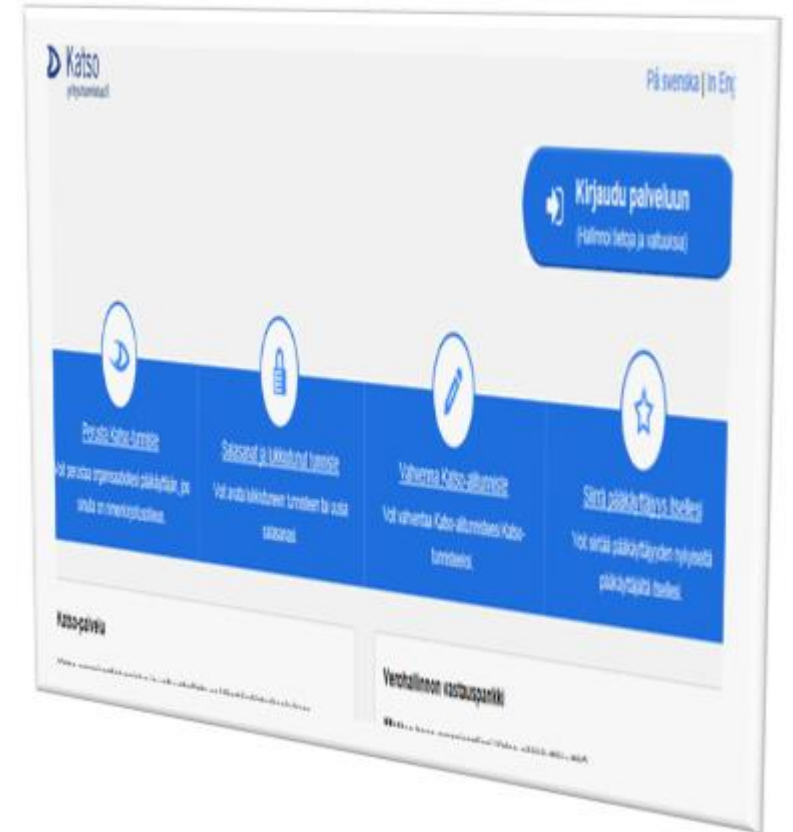 Katso
yritystunnistus.fi
På svenska | In Eng
Kirjaudu palveluun
(Hallinnoi tietoja ja valtuuksia)
Perusta Katso-tunniste
Voit perustaa organisaatiollesi pääkäyttäjän, jos
sinulla on nimenkirjoitusoikeus.
Salasanat ja lukkiutunut tunniste
Voit avata lukkiutuneen tunnisteen tai uusia
salasanasi.
Vahvenna Katso-alitunniste
Voit vahventaa Katso-alitunnisteesi Katso-
tunnisteeksi.
Siirrä pääkäyttäjyys itsellesi
Voit siirtää pääkäyttäjyyden nykyiseltä
pääkäyttäjältä itsellesi.
Katso-palvelu
Verohallinnon vastauspankki